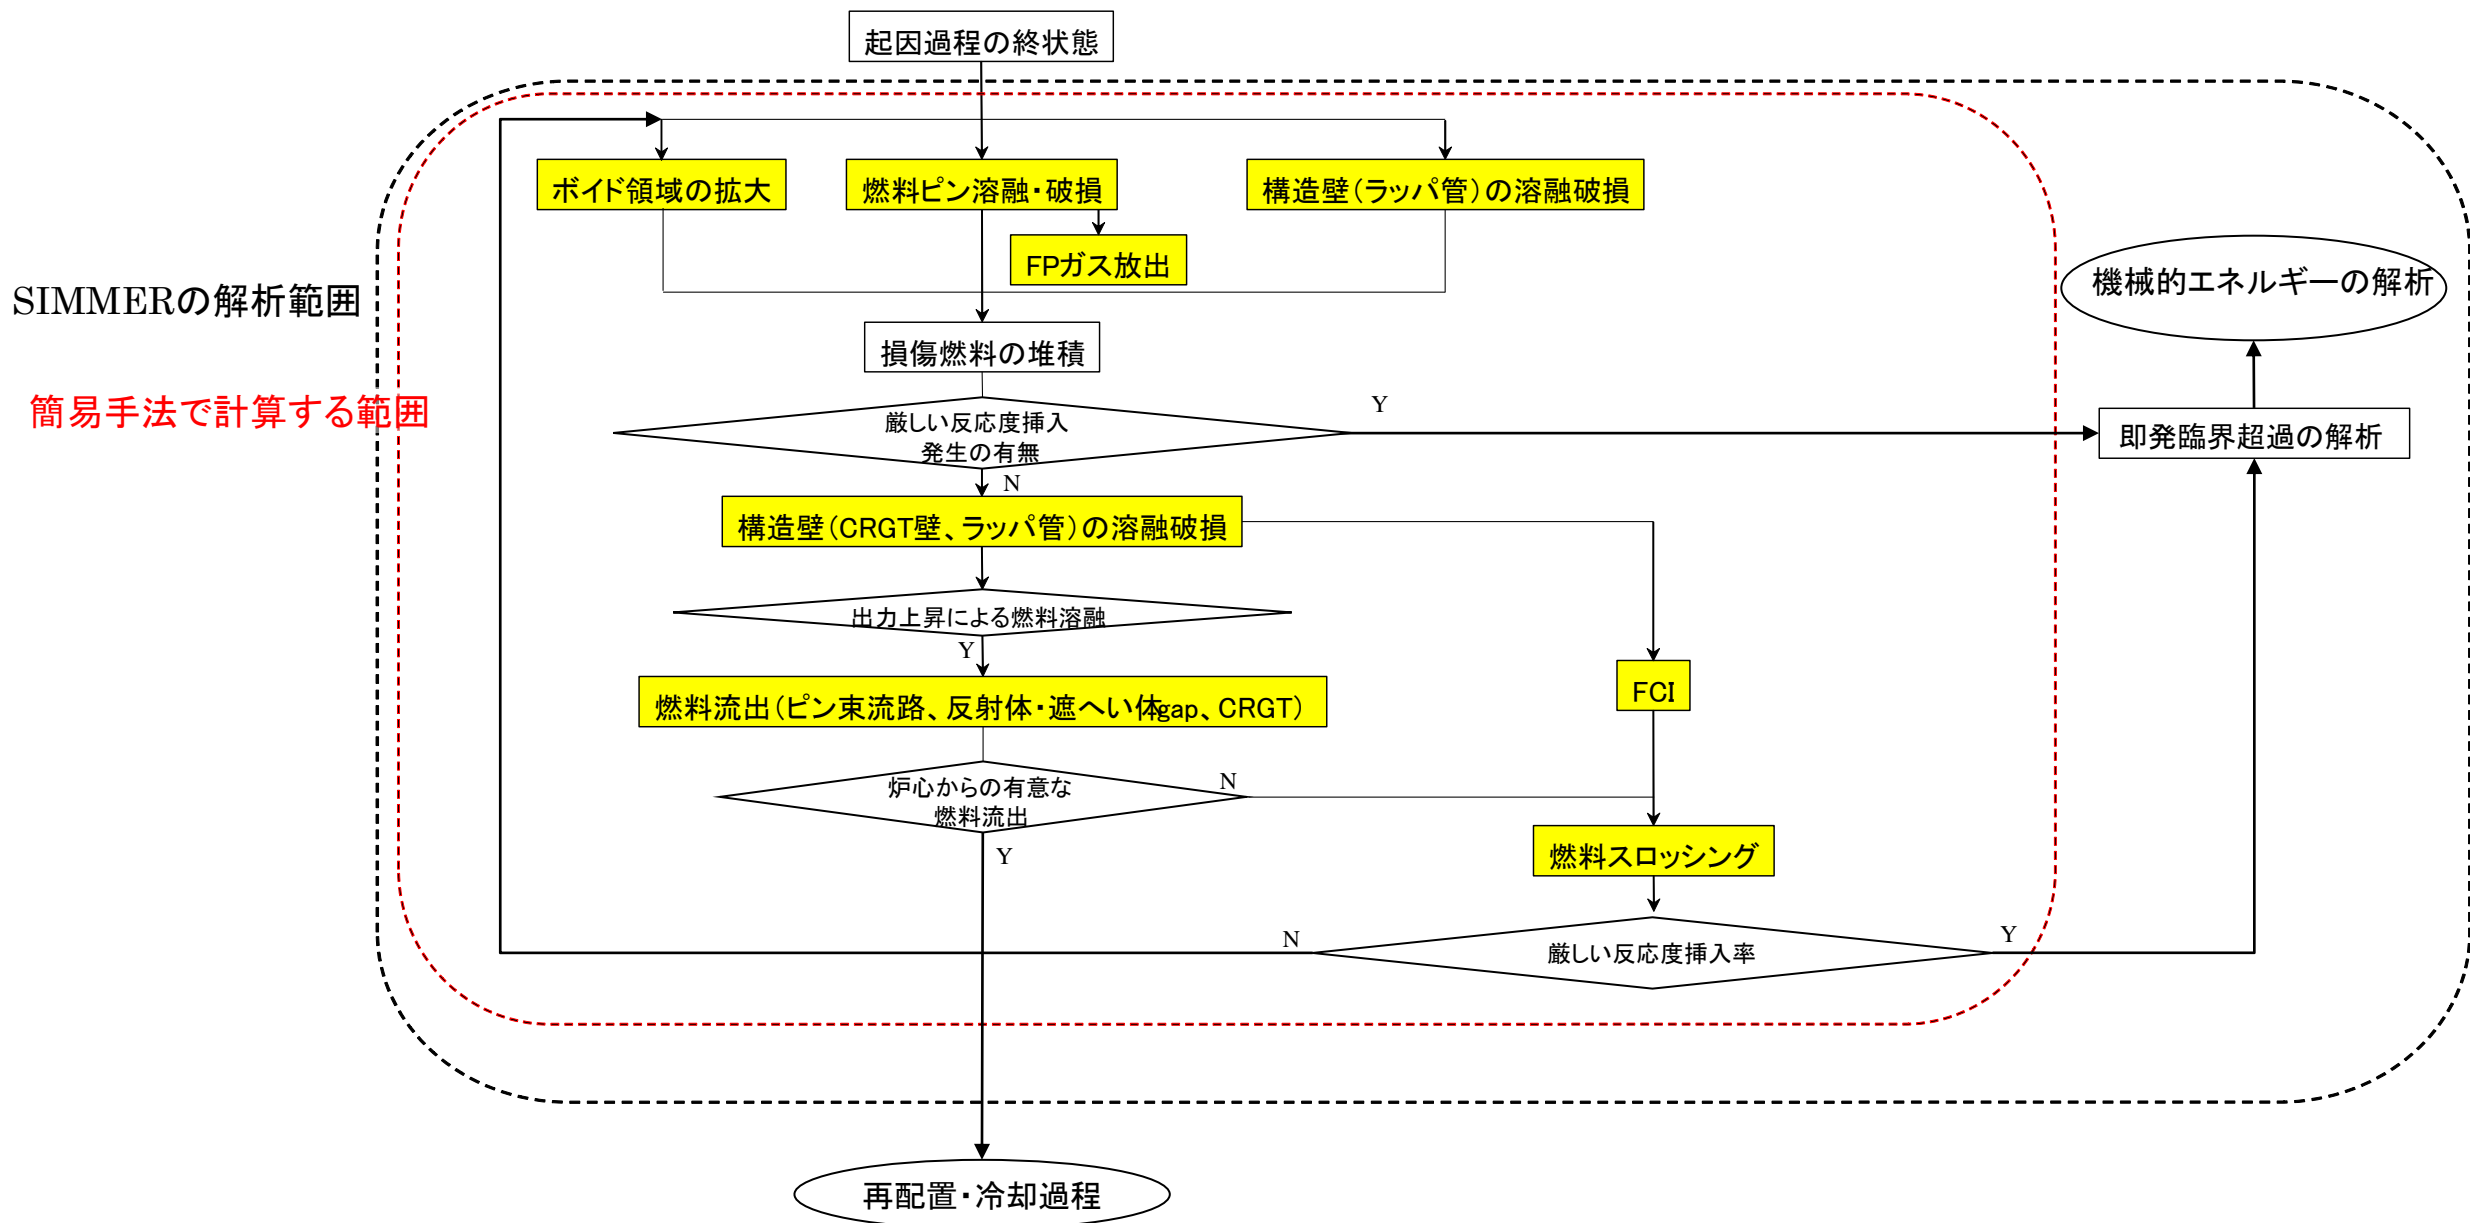 起因過程の終状態
ボイド領域の拡大
燃料ピン溶融・破損
構造壁(ラッパ管)の溶融破損
FPガス放出
SIMMERの解析範囲
機械的エネルギーの解析
損傷燃料の堆積
簡易手法で計算する範囲
厳しい反応度挿入
発生の有無
Y
即発臨界超過の解析
N
構造壁(CRGT壁、ラッパ管)の溶融破損
出力上昇による燃料溶融
Y
燃料流出(ピン束流路、反射体・遮へい体gap、CRGT)
FCI
炉心からの有意な
燃料流出
N
Y
燃料スロッシング
N
厳しい反応度挿入率
Y
再配置・冷却過程